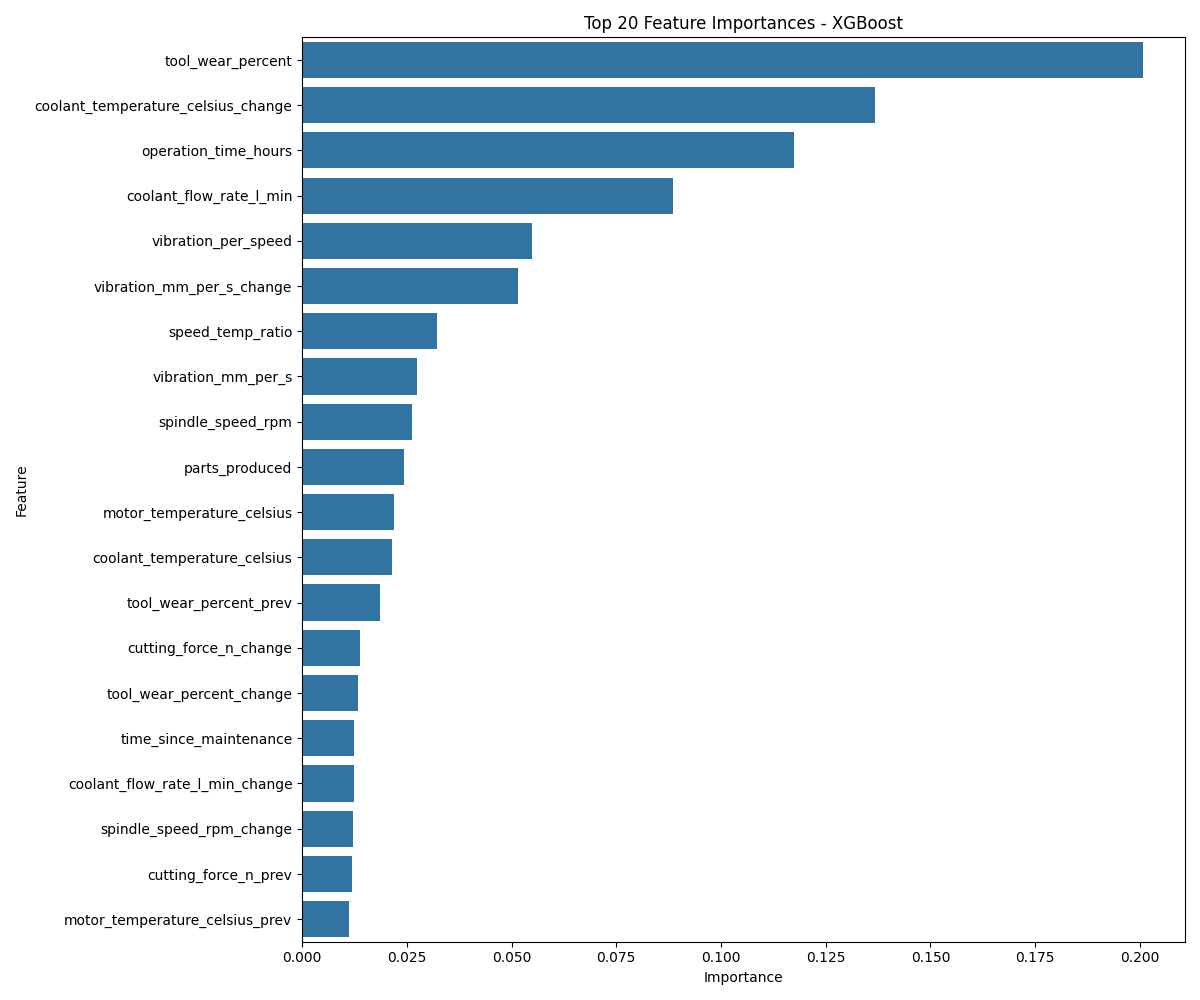 Top 20 Feature Importances - XGBoost
tool_wear_percent
coolant_temperature_celsius_change
operation_time_hours
coolant_flow_rate_l_min
vibration_per_speed
vibration_mm_per_s_change
speed_temp_ratio
vibration_mm_per_s
spindle_speed_rpm
parts_produced
motor_temperature_celsius
coolant_temperature_celsius
tool_wear_percent_prev
cutting_force_n_change
tool_wear_percent_change
time_since_maintenance
coolant_flow_rate_l_min_change
spindle_speed_rpm_change
cutting_force_n_prev
motor_temperature_celsius_prev
Feature
0.000 0.025 0.050 0.075 0.100 0.125 0.150 0.175 0.200
Importance